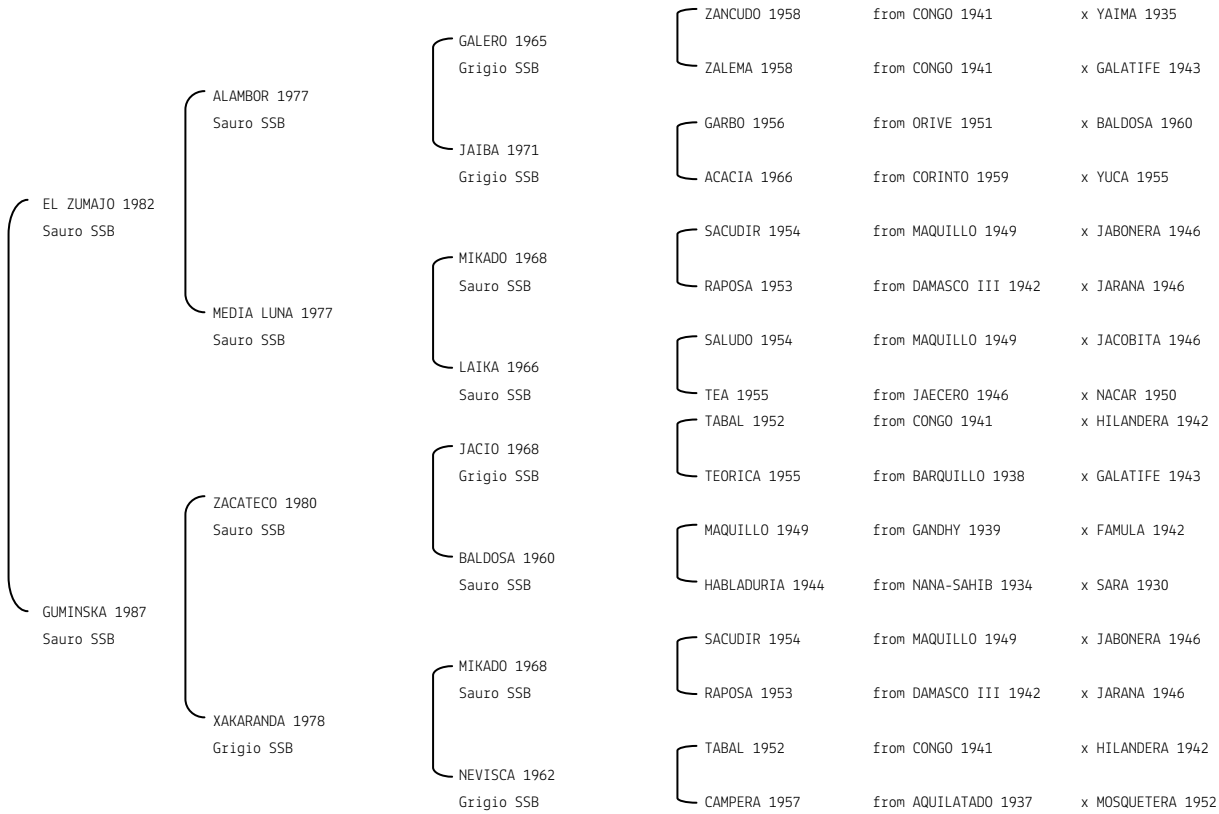 ZANCUDO 1958 from CONGO 1941 x YAIMA 1935
GALERO 1965
Grigio SSB
ZALEMA 1958 from CONGO 1941 x GALATIFE 1943
ALAMBOR 1977
Sauro SSB
GARBO 1956 from ORIVE 1951 x BALDOSA 1960
JAIBA 1971
Grigio SSB
ACACIA 1966 from CORINTO 1959 x YUCA 1955
EL ZUMAJO 1982
Sauro SSB
SACUDIR 1954 from MAQUILLO 1949 x JABONERA 1946
MIKADO 1968
Sauro SSB
RAPOSA 1953 from DAMASCO III 1942 x JARANA 1946
MEDIA LUNA 1977
Sauro SSB
SALUDO 1954 from MAQUILLO 1949 x JACOBITA 1946
LAIKA 1966
Sauro SSB
TEA 1955 from JAECERO 1946 x NACAR 1950
TABAL 1952 from CONGO 1941 x HILANDERA 1942
JACIO 1968
Grigio SSB
TEORICA 1955 from BARQUILLO 1938 x GALATIFE 1943
ZACATECO 1980
Sauro SSB
MAQUILLO 1949 from GANDHY 1939 x FAMULA 1942
BALDOSA 1960
Sauro SSB
HABLADURIA 1944 from NANA-SAHIB 1934 x SARA 1930
GUMINSKA 1987
Sauro SSB
SACUDIR 1954 from MAQUILLO 1949 x JABONERA 1946
MIKADO 1968
Sauro SSB
RAPOSA 1953 from DAMASCO III 1942 x JARANA 1946
XAKARANDA 1978
Grigio SSB
TABAL 1952 from CONGO 1941 x HILANDERA 1942
NEVISCA 1962
Grigio SSB
CAMPERA 1957 from AQUILATADO 1937 x MOSQUETERA 1952